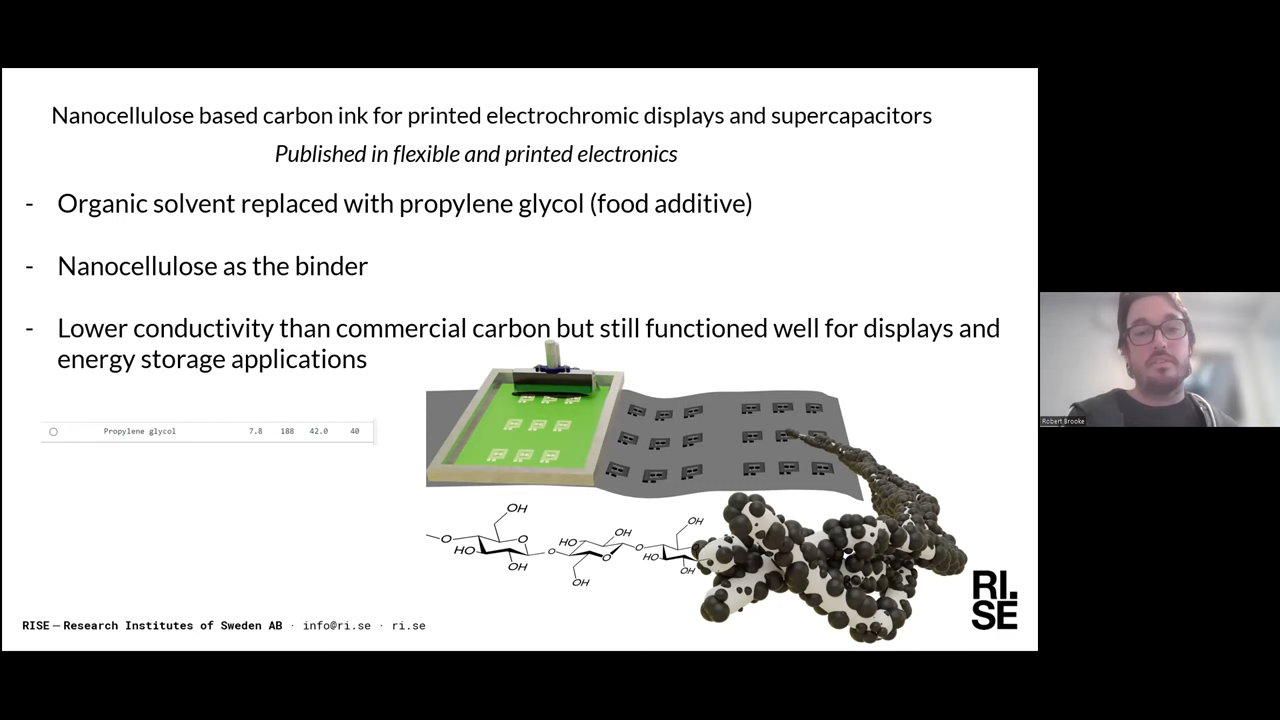 Nanocellulose based carbon ink for printed electrochromic displays and supercapacitors
Published in flexible and printed electronics
- Organic solvent replaced with propylene glycol (food additive)
- Nanocellulose as the binder
- Lower conductivity than commercial carbon but still functioned well for displays and
energy storage applications
Propylene glycol 7.8 188 42.0 40
OH
O
HO
O
OH
O
HO
OH
O
OH
O
OH
HO
OH
RISE — Research Institutes of Sweden AB · info@ri.se · ri.se
RI.
SE
Robert Brooke